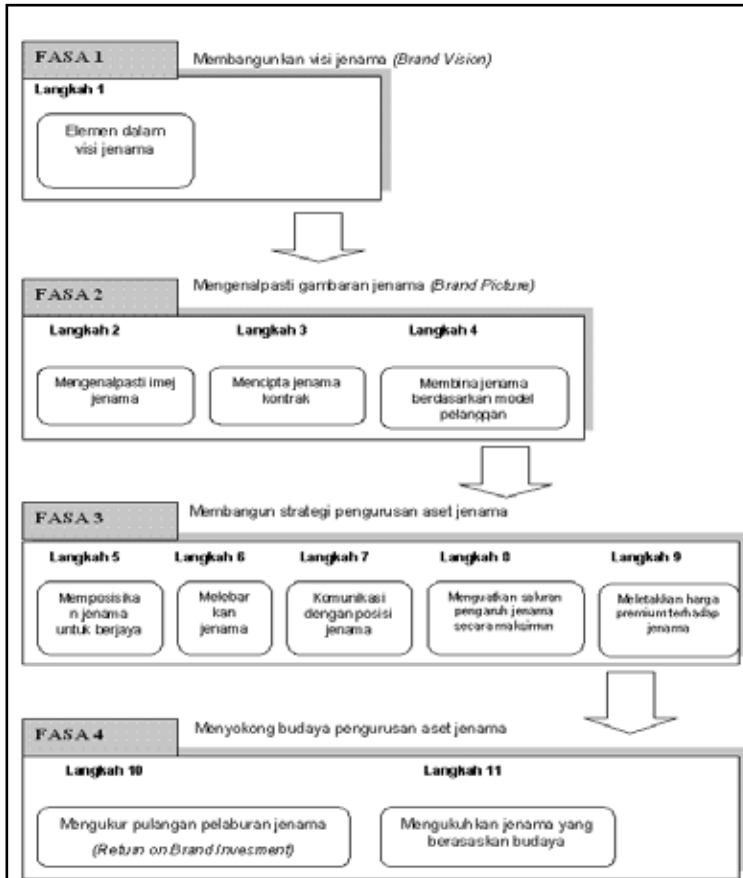 FASA 1
Membangunkan visi jenama (Brand Vision)
Langkah 1
Elemen dalam
visi jenama
FASA 2
Mengenalpasti gambaran jenama (Brand Picture)
Langkah 2
Langkah 3
Langkah 4
Mengenalpasti imej
jenama
Mencipta jenama
kontrak
Membina jenama
berdasarkan model
pelanggan
FASA 3
Membangun strategi pengurusan aset jenama
Langkah 5
Langkah 6
Langkah 7
Langkah 8
Langkah 9
Memposisika
n jenama
untuk berjaya
Melebar
kan
jenama
Komunikasi
dengan posisi
jenama
Menguatkan saluran
pengaruh jenama
secara maksimun
Meletakkan harga
premium terhadap
jenama
FASA 4
Menyokong budaya pengurusan aset jenama
Langkah 10
Langkah 11
Mengukur pulangan pelaburan jenama
(Return on Brand Invesment)
Mengukuhkan jenama yang
berasaskan budaya